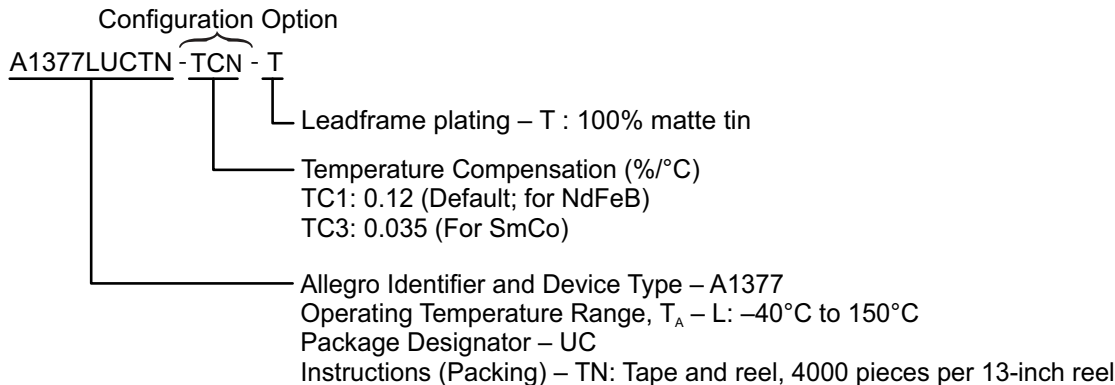 Configuration Option
A1377LUCTN - TCN - T
Leadframe plating – T : 100% matte tin
Temperature Compensation (%/°C)
TC1: 0.12 (Default; for NdFeB)
TC3: 0.035 (For SmCo)
Allegro Identifier and Device Type – A1377
Operating Temperature Range, TA – L: –40°C to 150°C
Package Designator – UC
Instructions (Packing) – TN: Tape and reel, 4000 pieces per 13-inch reel